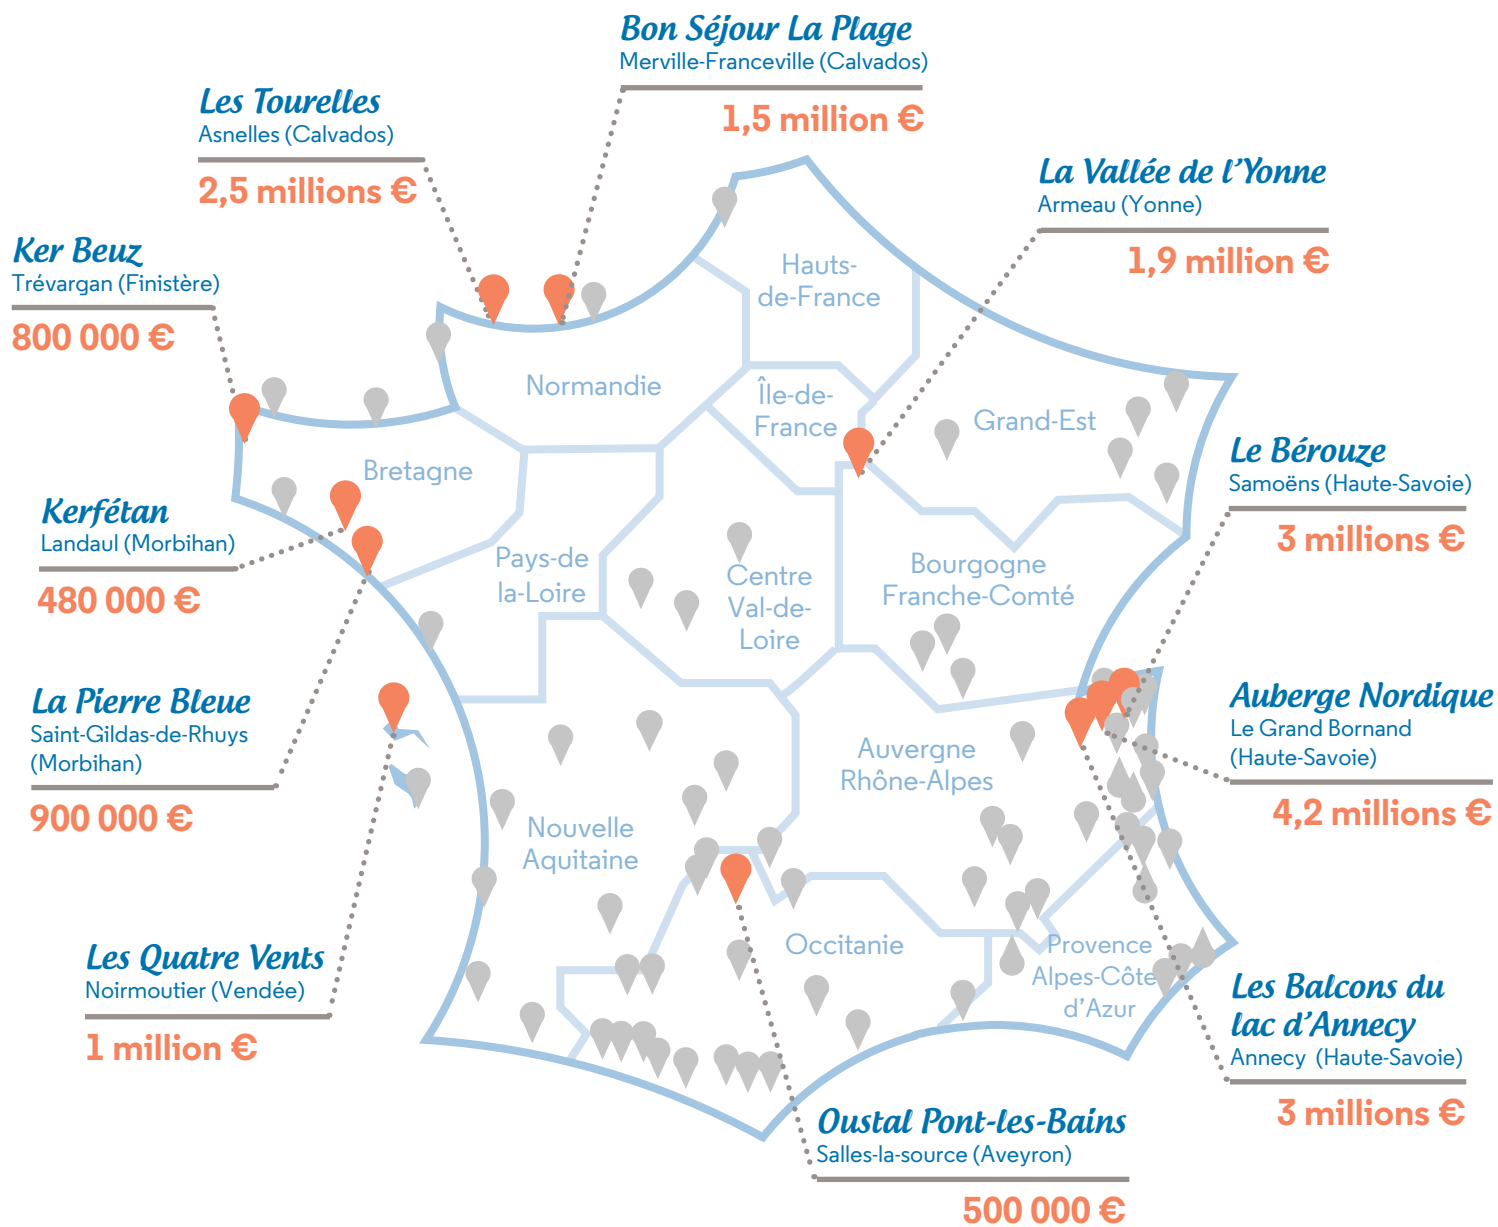 Bon Séjour La Plage
Merville-Franceville (Calvados)
1,5 million €
Les Tourelles
Asnelles (Calvados)
2,5 millions €
La Vallée de l'Yonne
Armeau (Yonne)
1,9 million €
Ker Beuz
Trévargan (Finistère)
800 000 €
Hauts-
de-France
Normandie
Île-de-
France
Grand-Est
Bretagne
Le Bérouze
Samoëns (Haute-Savoie)
3 millions €
Kerfétan
Landaul (Morbihan)
480 000 €
Pays-de
la-Loire
Centre
Val-de-
Loire
Bourgogne
Franche-Comté
La Pierre Bleue
Saint-Gildas-de-Rhuys
(Morbihan)
900 000 €
Auberge Nordique
Le Grand Bornand
(Haute-Savoie)
4,2 millions €
Auvergne
Rhône-Alpes
Nouvelle
Aquitaine
Les Quatre Vents
Noirmoutier (Vendée)
1 million €
Occitanie
Provence
Alpes-Côte
d'Azur
Les Balcons du
lac d'Annecy
Annecy (Haute-Savoie)
3 millions €
Oustal Pont-les-Bains
Salles-la-source (Aveyron)
500 000 €